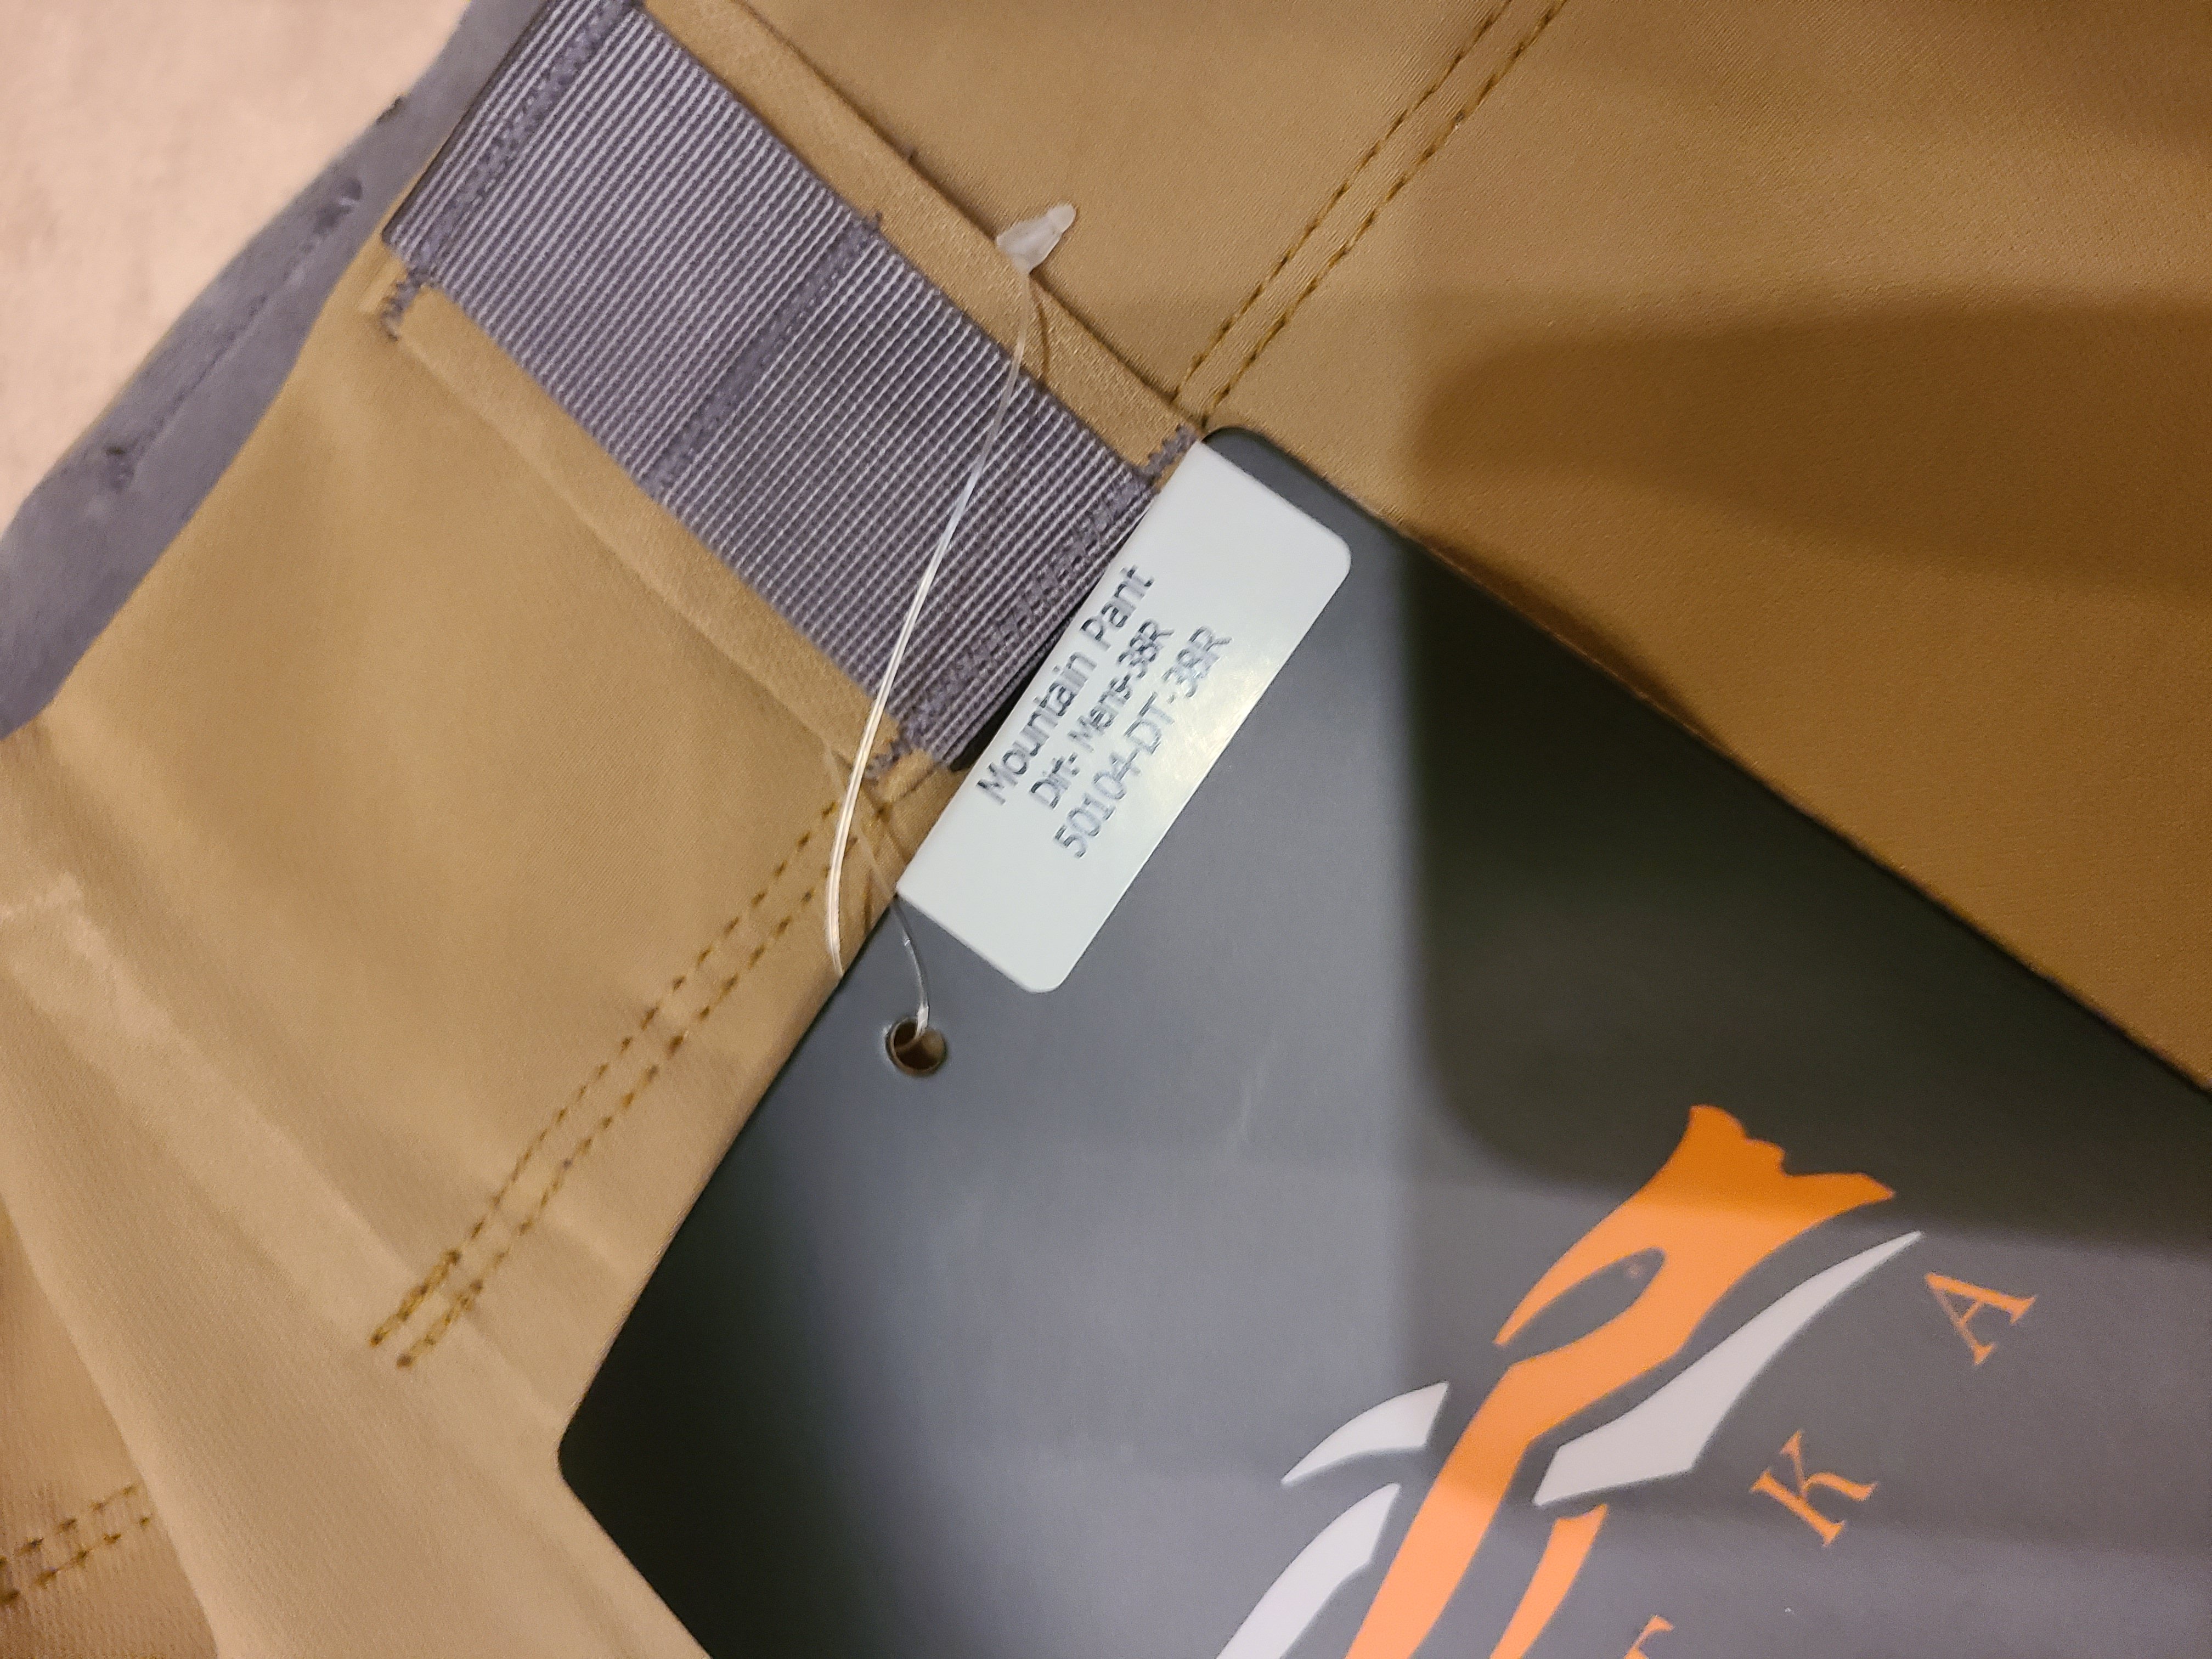 Mountain Pant
Dirt- Mens-38R
50104-DT-38R
K A